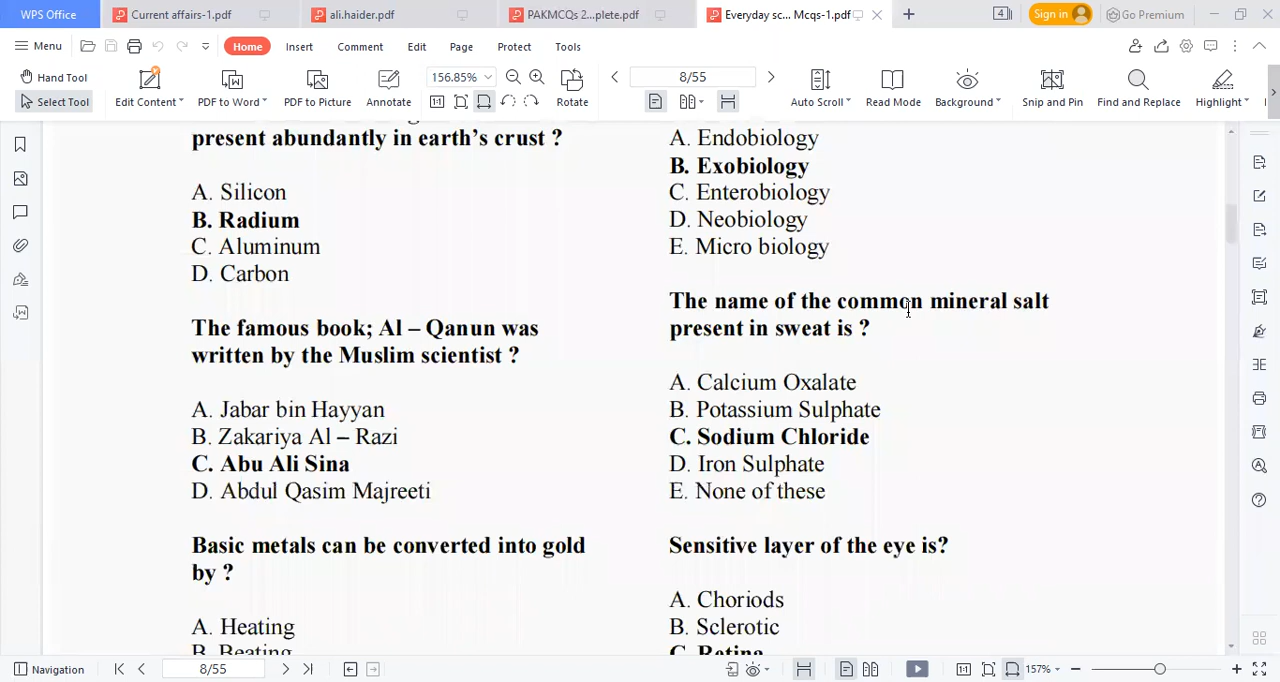 WPS Office
Current affairs-1.pdf
ali.haider.pdf
PAKMCQs 2...plete.pdf
Everyday sc... Mcqs-1.pdf
4
Sign in
Go Premium
Menu
Home
Insert
Comment
Edit
Page
Protect
Tools
Hand Tool
Select Tool
Edit Content
PDF to Word
PDF to Picture
Annotate
156.85%
Rotate
8/55
Auto Scroll
Read Mode
Background
Snip and Pin
Find and Replace
Highlight
present abundantly in earth's crust ?
A. Silicon
B. Radium
C. Aluminum
D. Carbon
The famous book; Al – Qanun was
written by the Muslim scientist ?
A. Jabar bin Hayyan
B. Zakariya Al – Razi
C. Abu Ali Sina
D. Abdul Qasim Majreeti
Basic metals can be converted into gold
by ?
A. Heating
B. Beating
A. Endobiology
B. Exobiology
C. Enterobiology
D. Neobiology
E. Micro biology
The name of the common mineral salt
present in sweat is ?
A. Calcium Oxalate
B. Potassium Sulphate
C. Sodium Chloride
D. Iron Sulphate
E. None of these
Sensitive layer of the eye is?
A. Choriods
B. Sclerotic
C. Retina
Navigation
8/55
157%